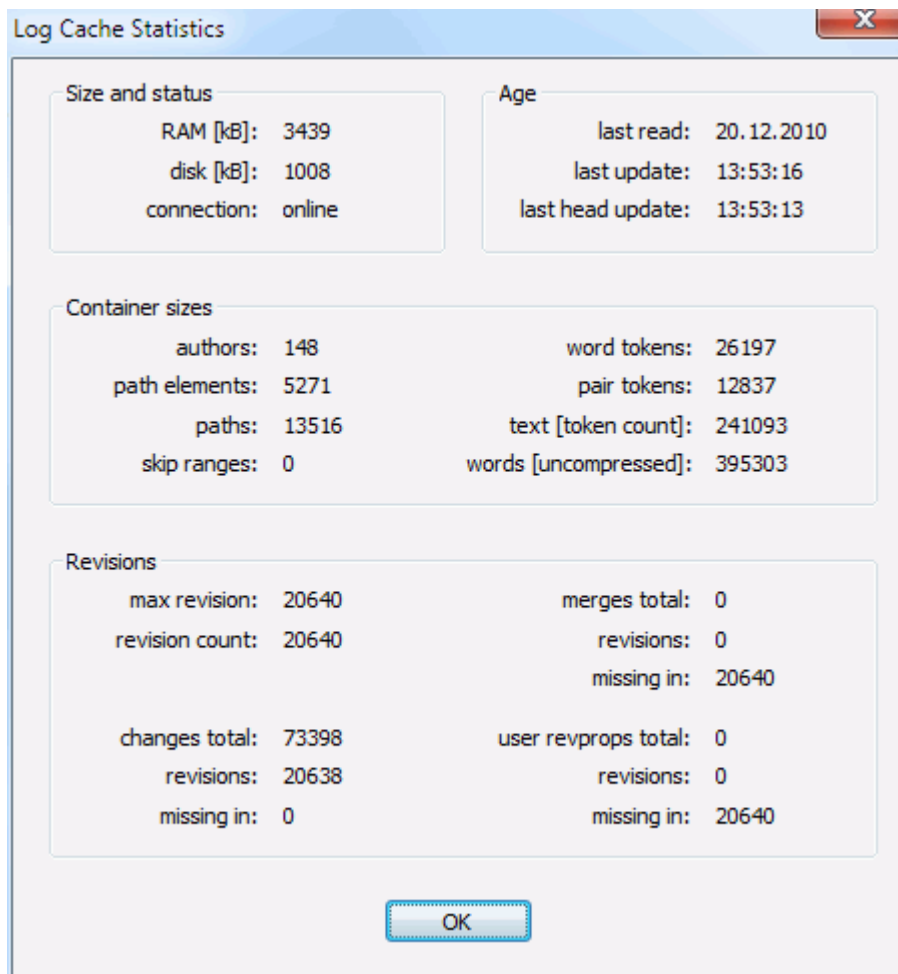 Log Cache Statistics
Size and status
RAM [kB]: 3439
disk [kB]: 1008
connection: online
Age
last read: 20.12.2010
last update: 13:53:16
last head update: 13:53:13
Container sizes
authors: 148 word tokens: 26197
path elements: 5271 pair tokens: 12837
paths: 13516 text [token count]: 241093
skip ranges: 0 words [uncompressed]: 395303
Revisions
max revision: 20640 merges total: 0
revision count: 20640 revisions: 0
missing in: 20640
changes total: 73398 user revprops total: 0
revisions: 20638 revisions: 0
missing in: 0 missing in: 20640
OK